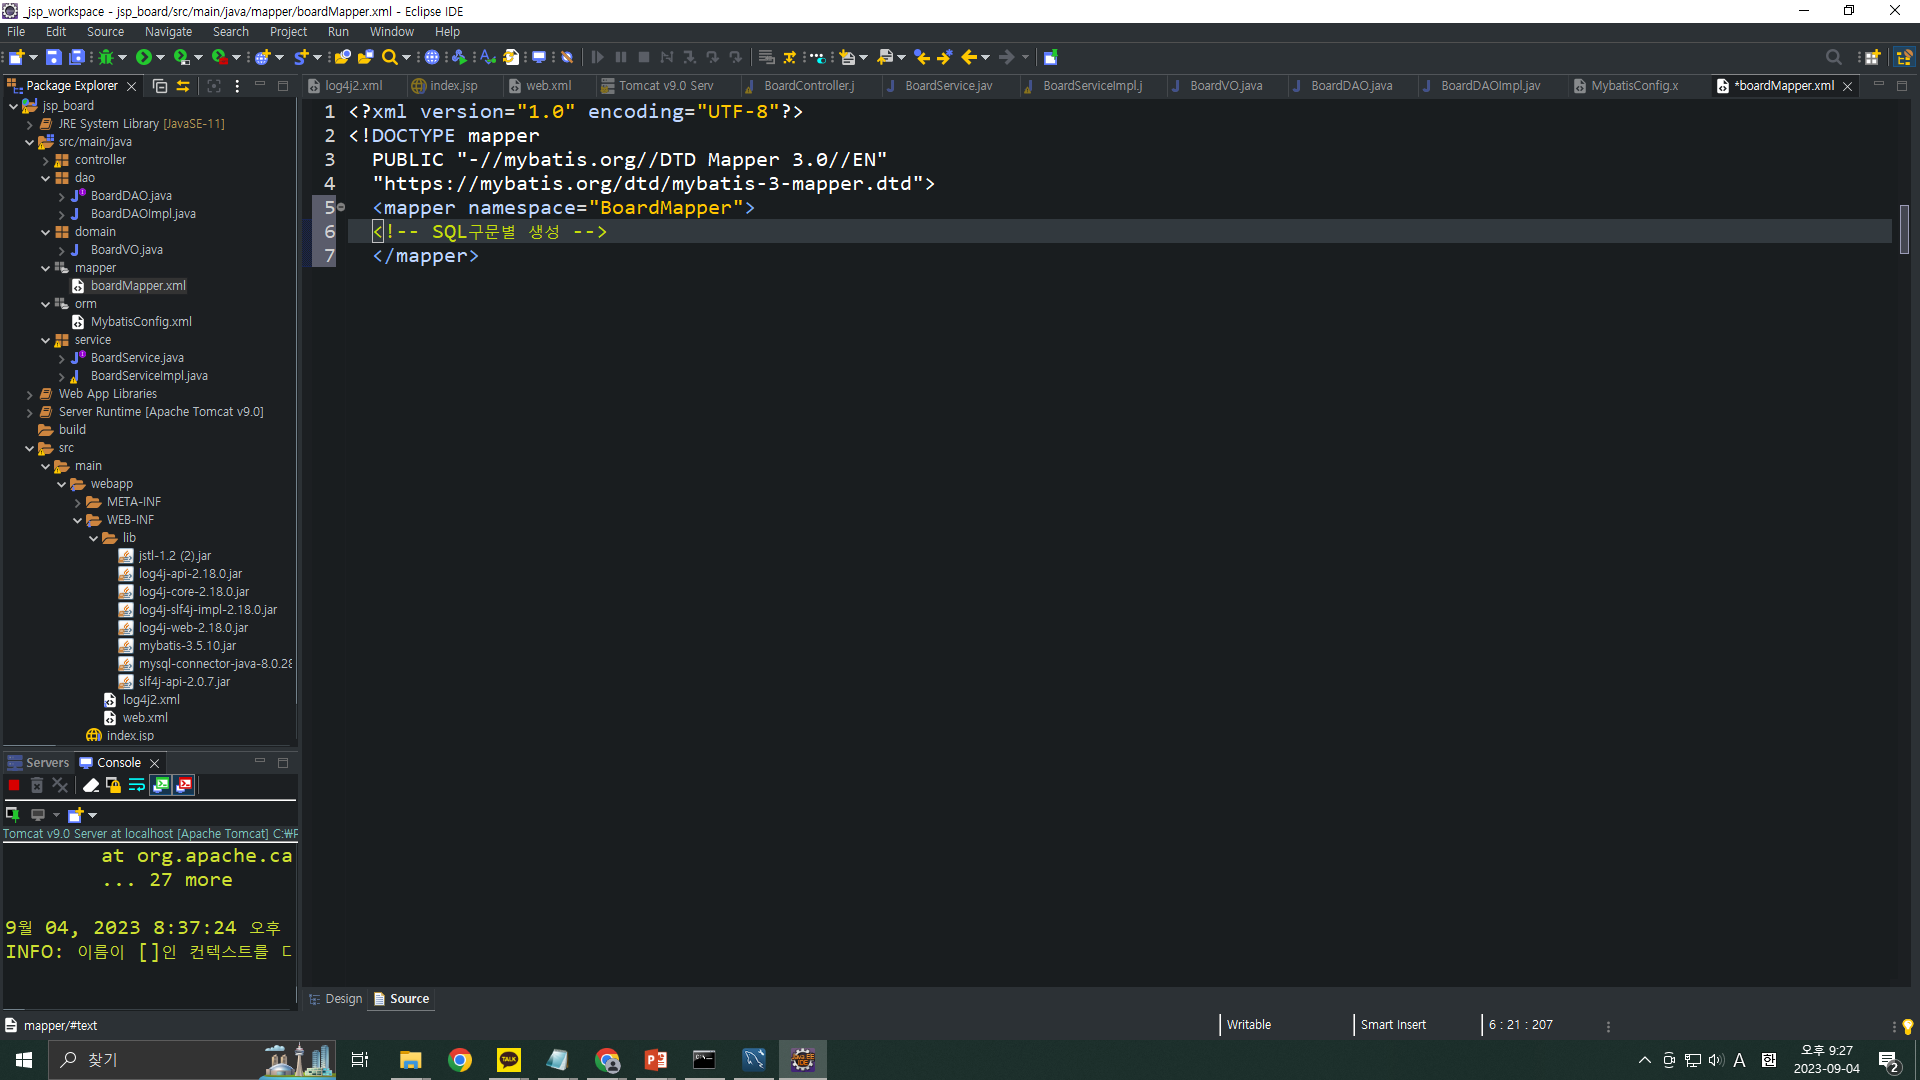 _jsp_workspace - jsp_board/src/main/java/mapper/boardMapper.xml - Eclipse IDE
File Edit Source Navigate Search Project Run Window Help
Package Explorer
log4j2.xml index.jsp web.xml Tomcat v9.0 Serv BoardController.j BoardService.jav BoardServiceImpl.j BoardVO.java BoardDAO.java BoardDAOImpl.jav MybatisConfig.x *boardMapper.xml
jsp_board
JRE System Library [JavaSE-11]
src/main/java
controller
dao
BoardDAO.java
BoardDAOImpl.java
domain
BoardVO.java
mapper
boardMapper.xml
orm
MybatisConfig.xml
service
BoardService.java
BoardServiceImpl.java
Web App Libraries
Server Runtime [Apache Tomcat v9.0]
build
src
main
webapp
META-INF
WEB-INF
lib
jstl-1.2 (2).jar
log4j-api-2.18.0.jar
log4j-core-2.18.0.jar
log4j-slf4j-impl-2.18.0.jar
log4j-web-2.18.0.jar
mybatis-3.5.10.jar
mysql-connector-java-8.0.28
slf4j-api-2.0.7.jar
log4j2.xml
web.xml
index.jsp
1 <?xml version="1.0" encoding="UTF-8"?>
2 <!DOCTYPE mapper
3 PUBLIC "-//mybatis.org//DTD Mapper 3.0//EN"
4 "https://mybatis.org/dtd/mybatis-3-mapper.dtd">
5 <mapper namespace="BoardMapper">
6 <!-- SQL구문별 생성 -->
7 </mapper>
Servers Console
Tomcat v9.0 Server at localhost [Apache Tomcat] C:₩P
at org.apache.ca
... 27 more
9월 04, 2023 8:37:24 오후
INFO: 이름이 []인 컨텍스트를 디
Design Source
mapper/#text
Writable Smart Insert 6 : 21 : 207
찾기
TALK
A
오후 9:27
2023-09-04
2